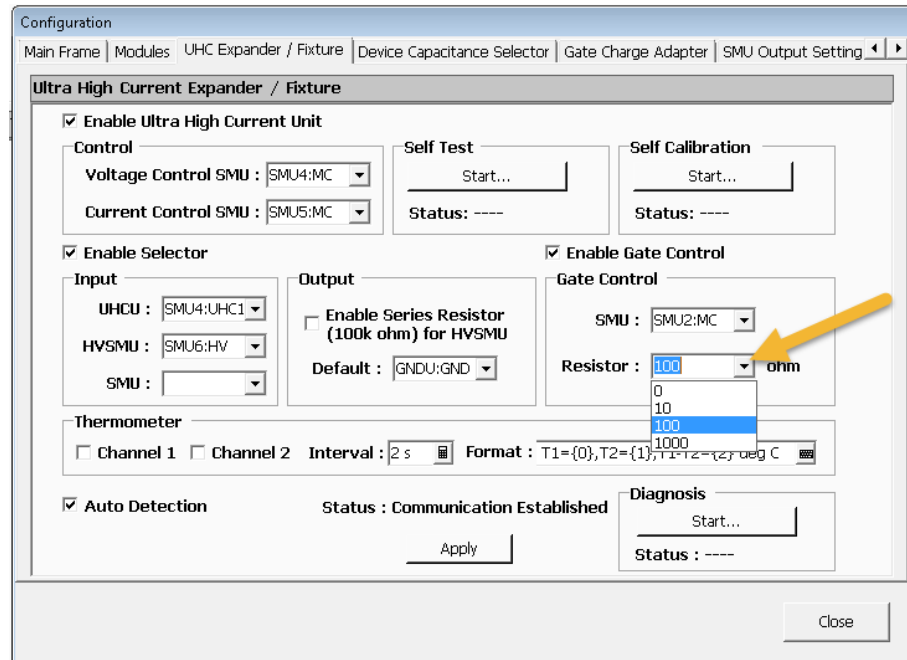 Configuration
Main Frame Modules UHC Expander / Fixture Device Capacitance Selector Gate Charge Adapter SMU Output Setting
Ultra High Current Expander / Fixture
Enable Ultra High Current Unit
Control
Voltage Control SMU : SMU4:MC
Current Control SMU : SMU5:MC
Self Test
Start...
Status: ----
Self Calibration
Start...
Status: ----
Enable Selector
Input
UHCU : SMU4:UHC1
HVSMU : SMU6:HV
SMU :
Output
Enable Series Resistor
(100k ohm) for HVSMU
Default : GNDU:GND
Enable Gate Control
Gate Control
SMU : SMU2:MC
Resistor : 100 ohm
0
10
100
1000
Thermometer
Channel 1 Channel 2 Interval : 2 s Format : T1={0},T2={1},T1-T2={2} deg C
Auto Detection
Status : Communication Established
Apply
Diagnosis
Start...
Status : ----
Close